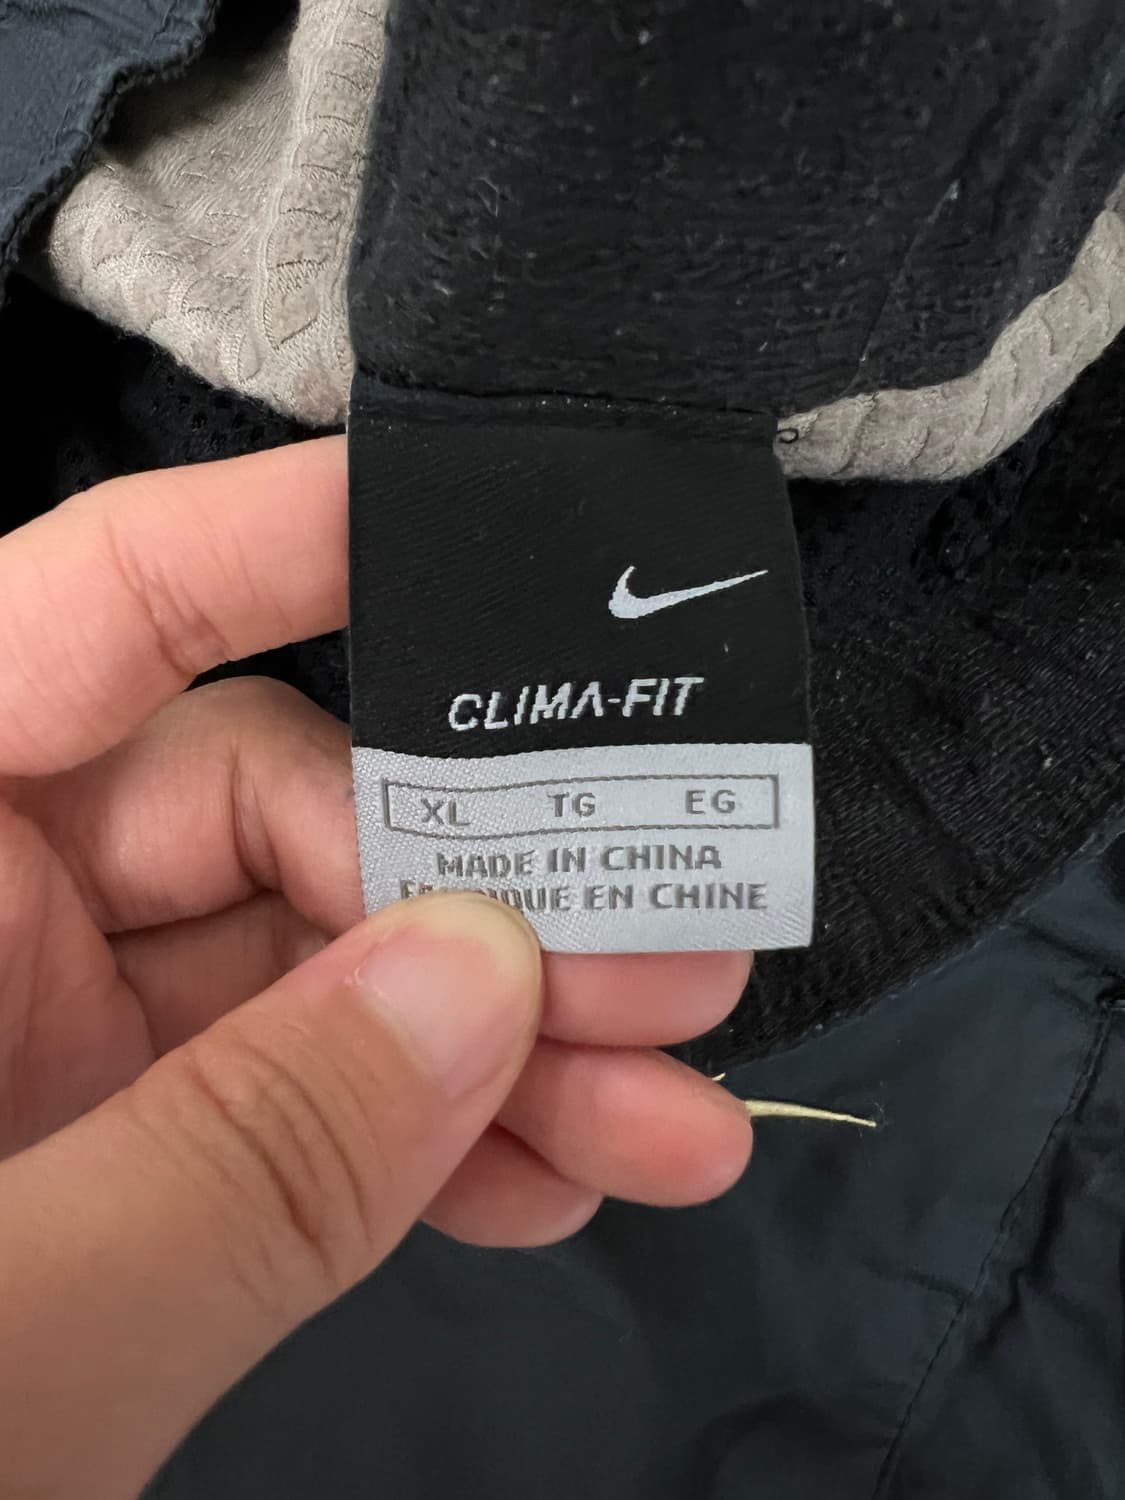 CLIMA-FIT
XL TG EG
MADE IN CHINA
EN CHINE